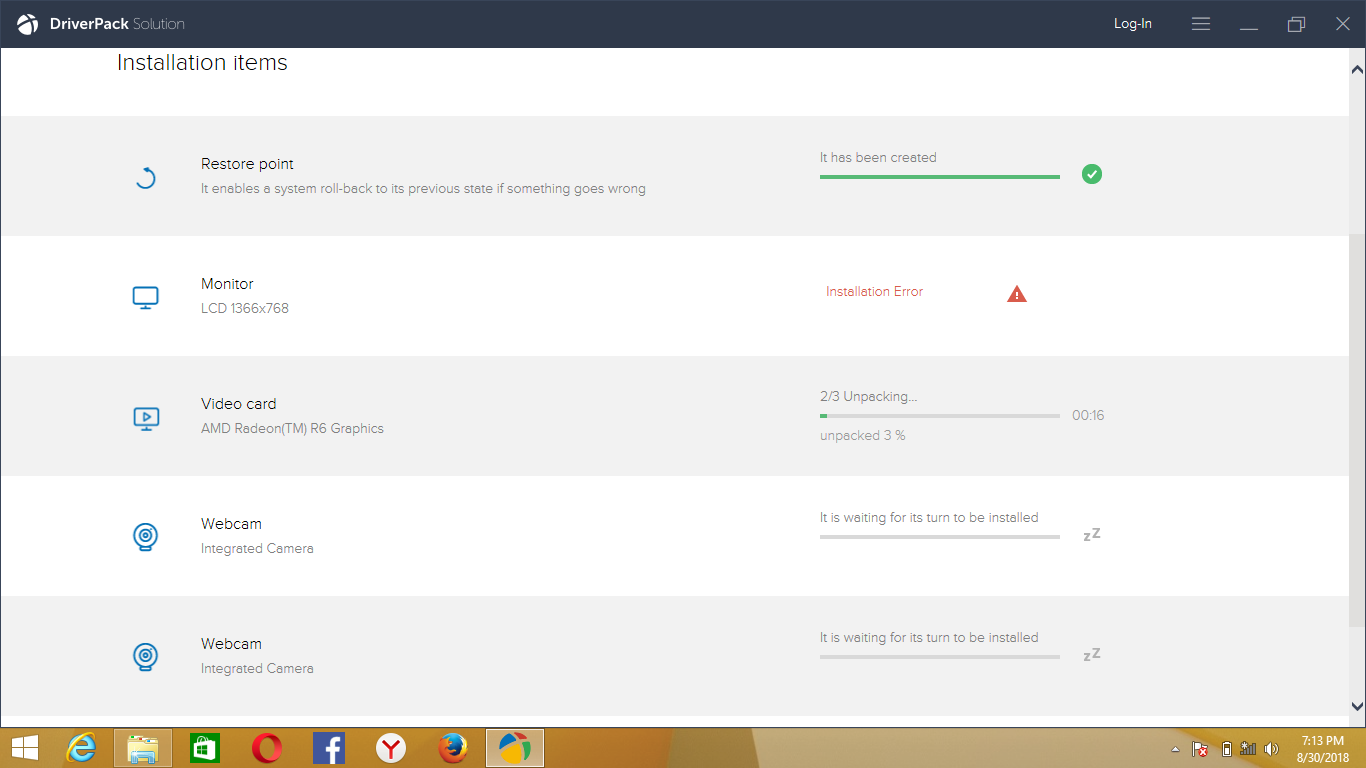 DriverPack Solution
Log-In
Installation items
Restore point
It enables a system roll-back to its previous state if something goes wrong
It has been created
Monitor
LCD 1366x768
Installation Error
Video card
AMD Radeon(TM) R6 Graphics
2/3 Unpacking...
00:16
unpacked 3 %
Webcam
Integrated Camera
It is waiting for its turn to be installed
zZ
Webcam
Integrated Camera
It is waiting for its turn to be installed
zZ
7:13 PM
8/30/2018